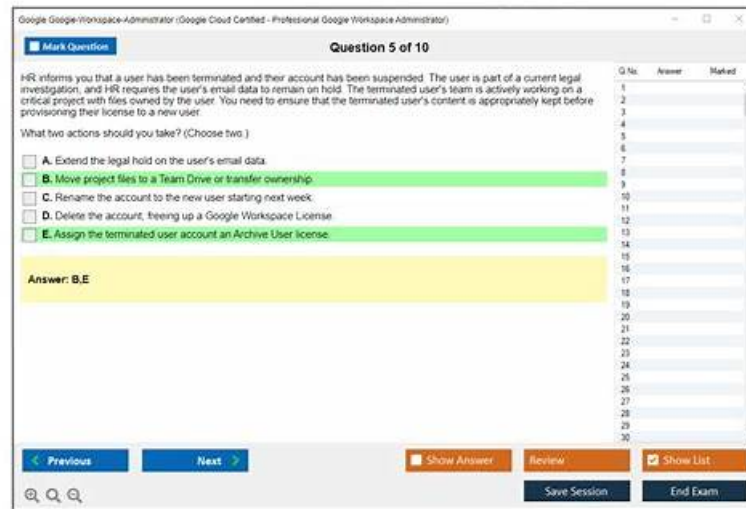 Google Google-Workspace-Administrator (Google Cloud Certified - Professional Google Workspace Administrator)
Mark Question
Question 5 of 10
HR informs you that a user has been terminated and their account has been suspended. The user is part of a current legal
investigation, and HR requires the user's email data to remain on hold. The terminated user's team is actively working on a
critical project with files owned by the user. You need to ensure that the terminated user's content is appropriately kept before
provisioning their license to a new user.
What two actions should you take? (Choose two.)
A. Extend the legal hold on the user's email data.
B. Move project files to a Team Drive or transfer ownership.
C. Rename the account to the new user starting next week.
D. Delete the account, freeing up a Google Workspace License.
E. Assign the terminated user account an Archive User license.
Answer: B,E
Q.No. Answer Marked
1
2
3
4
5
6
7
8
9
10
11
12
13
14
15
16
17
18
19
20
21
22
23
24
25
26
27
28
29
30
Previous
Next
Show Answer
Review
Show List
Save Session
End Exam